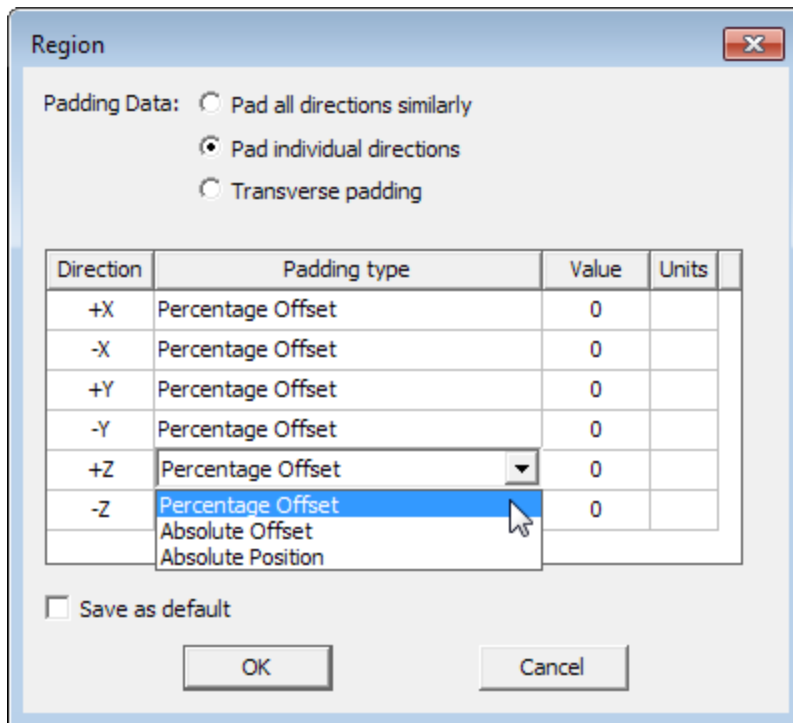 Region
Padding Data: Pad all directions similarly
Pad individual directions
Transverse padding
Direction Padding type Value Units
+X Percentage Offset 0
-X Percentage Offset 0
+Y Percentage Offset 0
-Y Percentage Offset 0
+Z Percentage Offset 0
-Z Percentage Offset 0
Absolute Offset
Absolute Position
Save as default
OK Cancel